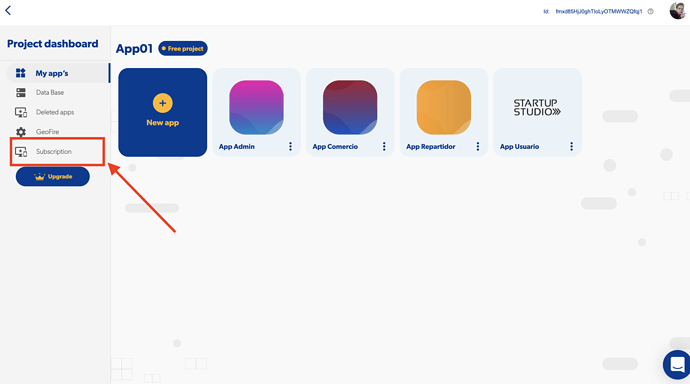 Id: fmxd85HjJ0ghTloLyOTMWWZQfqj1
Project dashboard
My app's
Data Base
Deleted apps
GeoFire
Subscription
Upgrade
App01
Free project
New app
App Admin
App Comercio
App Repartidor
STARTUP
STUDIO
App Usuario